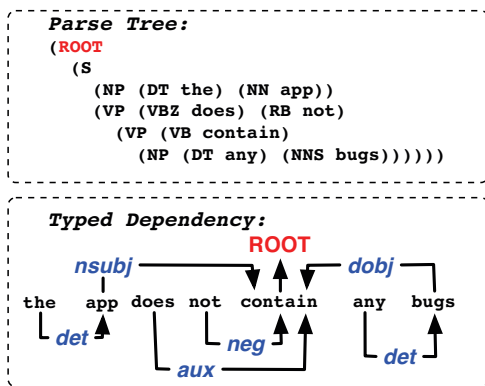 Parse Tree:
(ROOT
(S
(NP (DT the) (NN app))
(VP (VBZ does) (RB not)
(VP (VB contain)
(NP (DT any) (NNS bugs))))))
Typed Dependency:
ROOT
nsubj dobj
the app does not contain any bugs
det neg det
aux